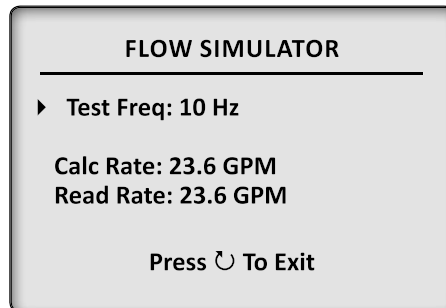 FLOW SIMULATOR
Test Freq: 10 Hz
Calc Rate: 23.6 GPM
Read Rate: 23.6 GPM
Press ↻ To Exit